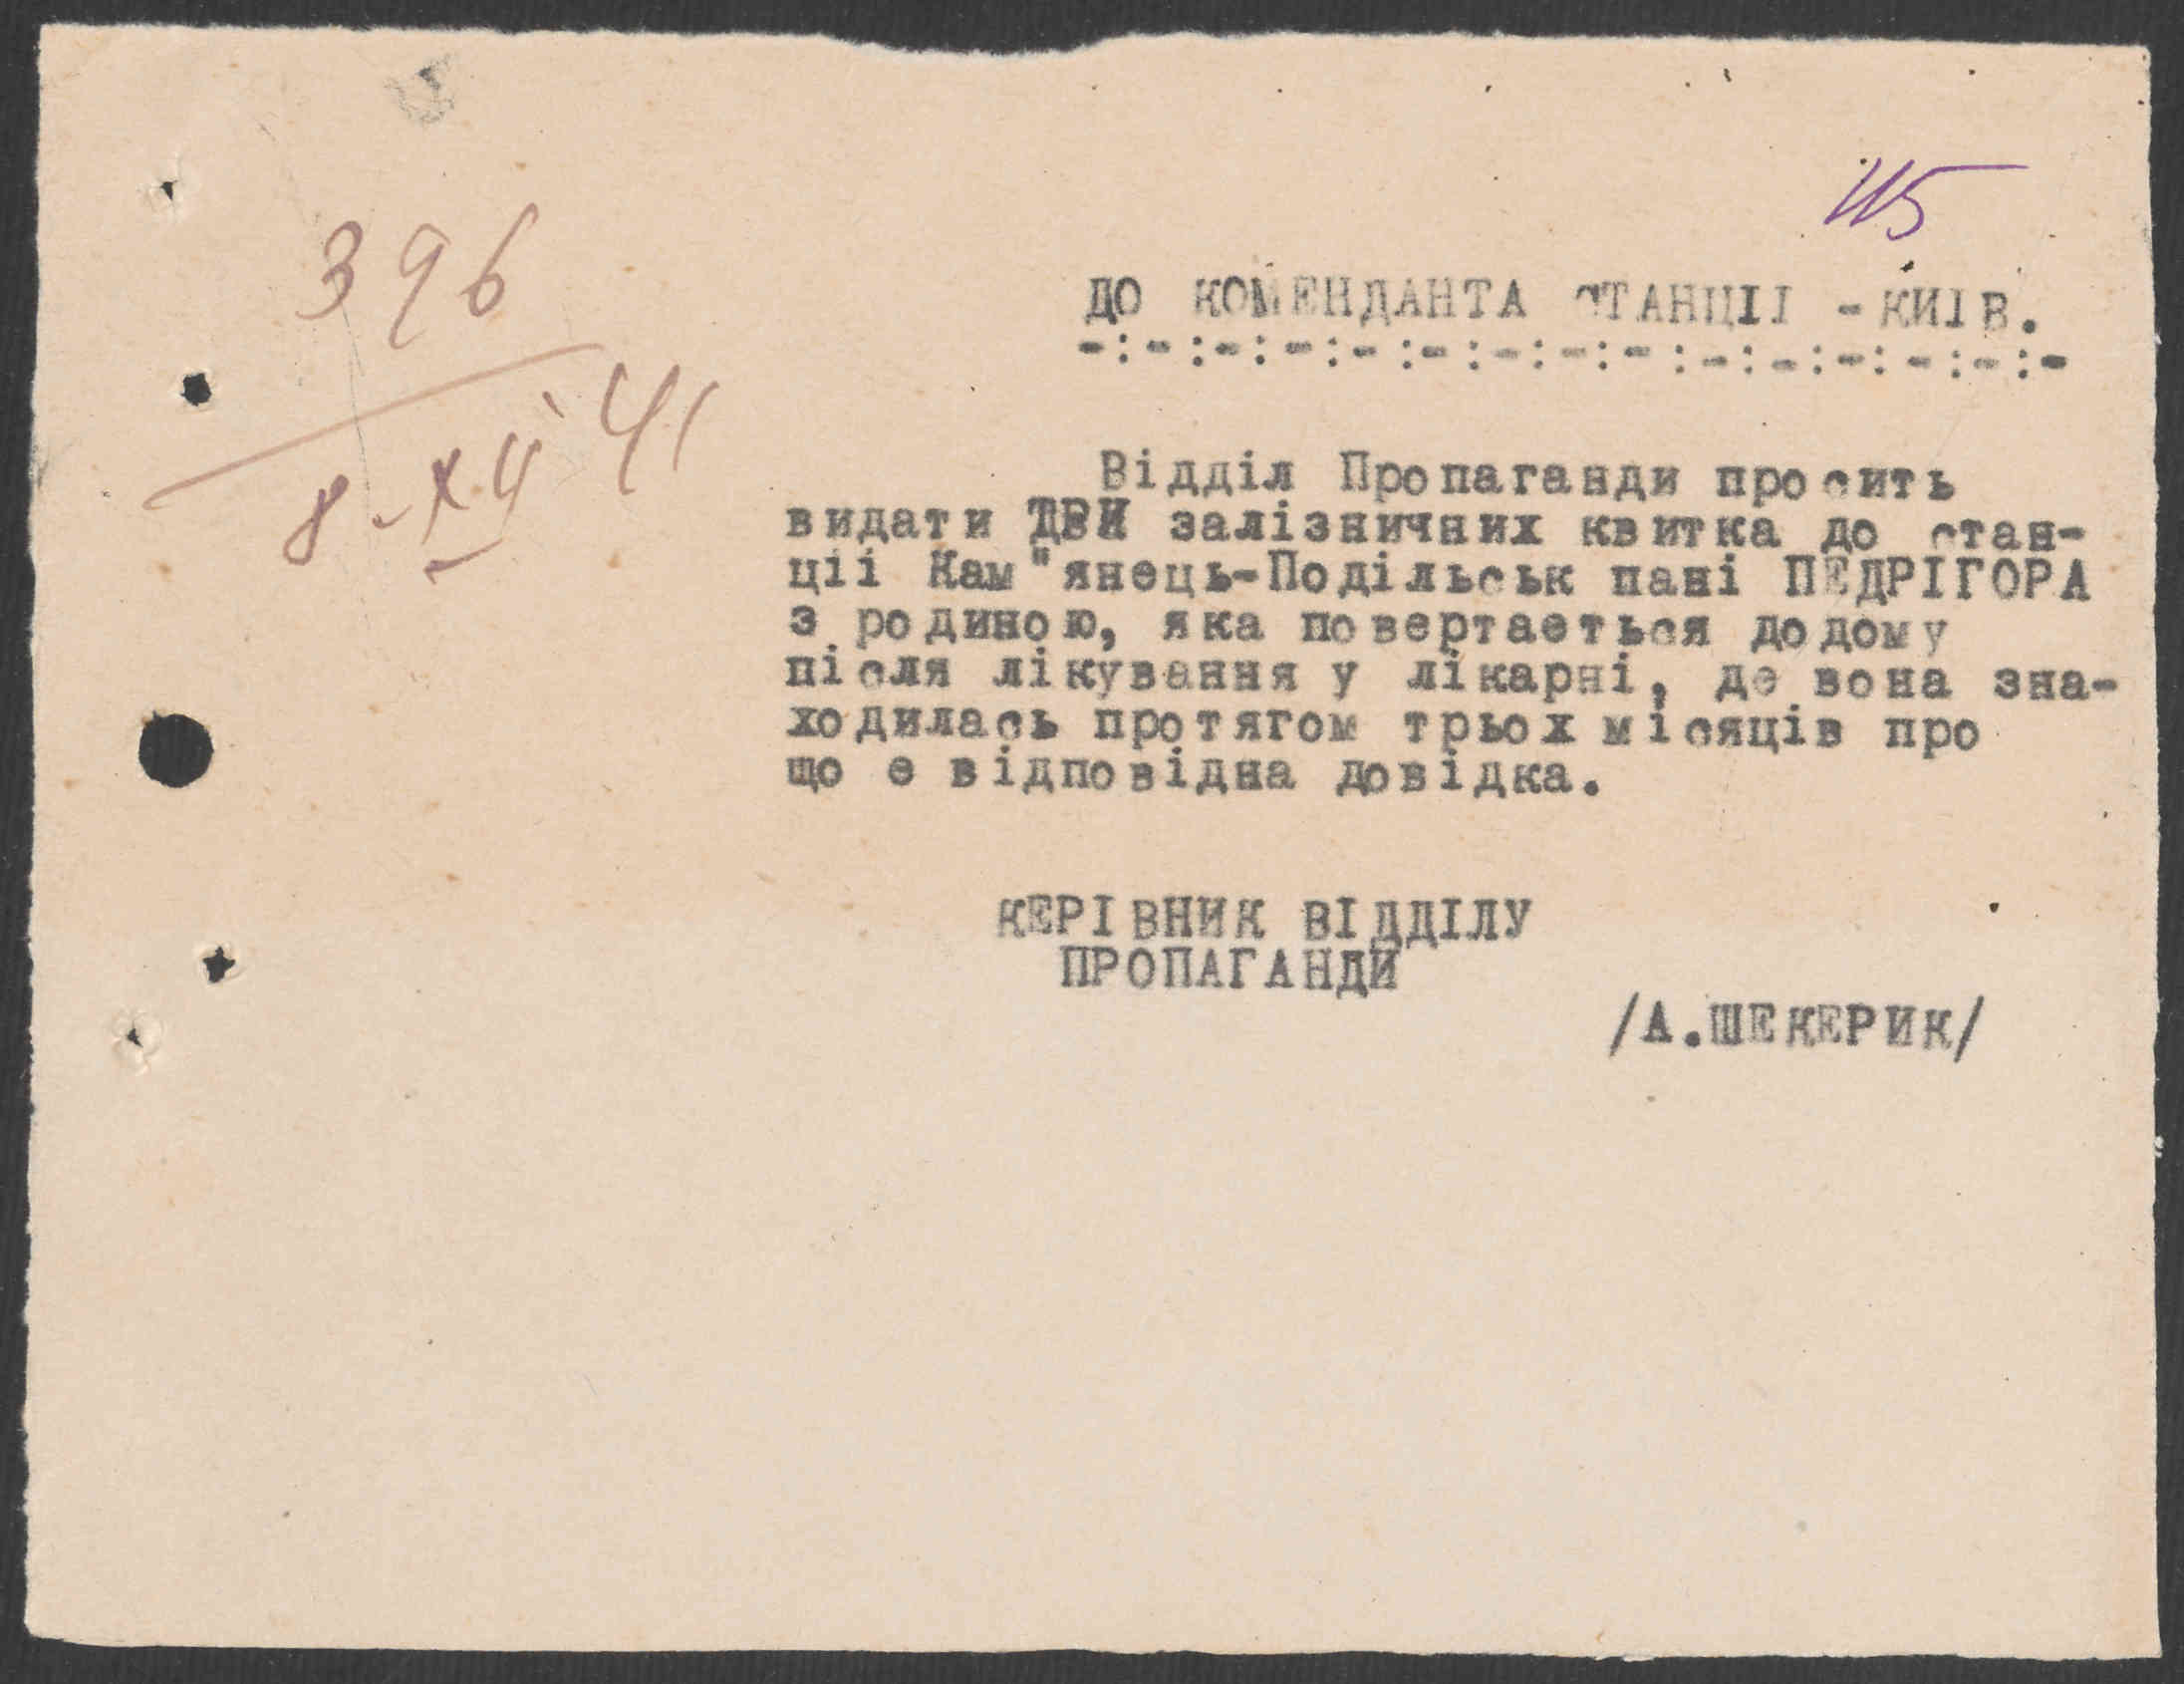 115
396
8-XII 41
ДО КОМЕНДАНТА СТАНЦІІ -КИІВ.
-:-:-:-:-:-:-:-:-:-:-:-:-:-:-
Відділ Пропаганди просить
видати ДВИ залізничних квитка до стан-
ціі Кам"янець-Подільськ пані ПЕДРІГОРА
з родиною, яка повертаеться додому
після лікування у лікарні, де вона зна-
ходилась протягом трьох місяців про
що е відповідна довідка.
КЕРІВНИК ВІДДІЛУ
ПРОПАГАНДИ
/А.ШЕКЕРИК/